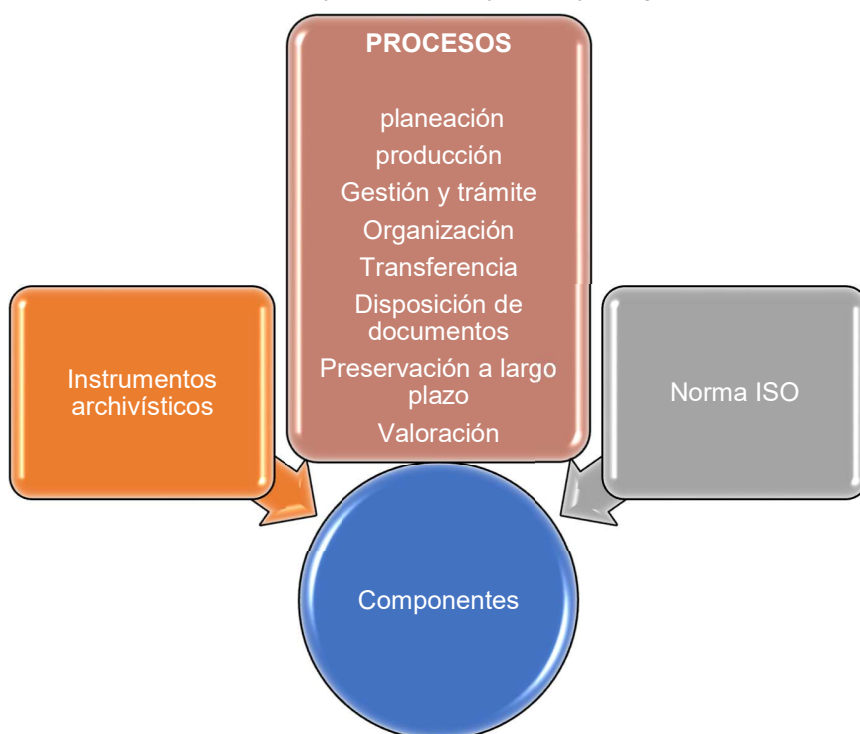 PROCESOS
planeación
producción
Gestión y trámite
Organización
Transferencia
Disposición de
documentos
Preservación a largo
plazo
Valoración
Instrumentos
archivísticos
Norma ISO
Componentes